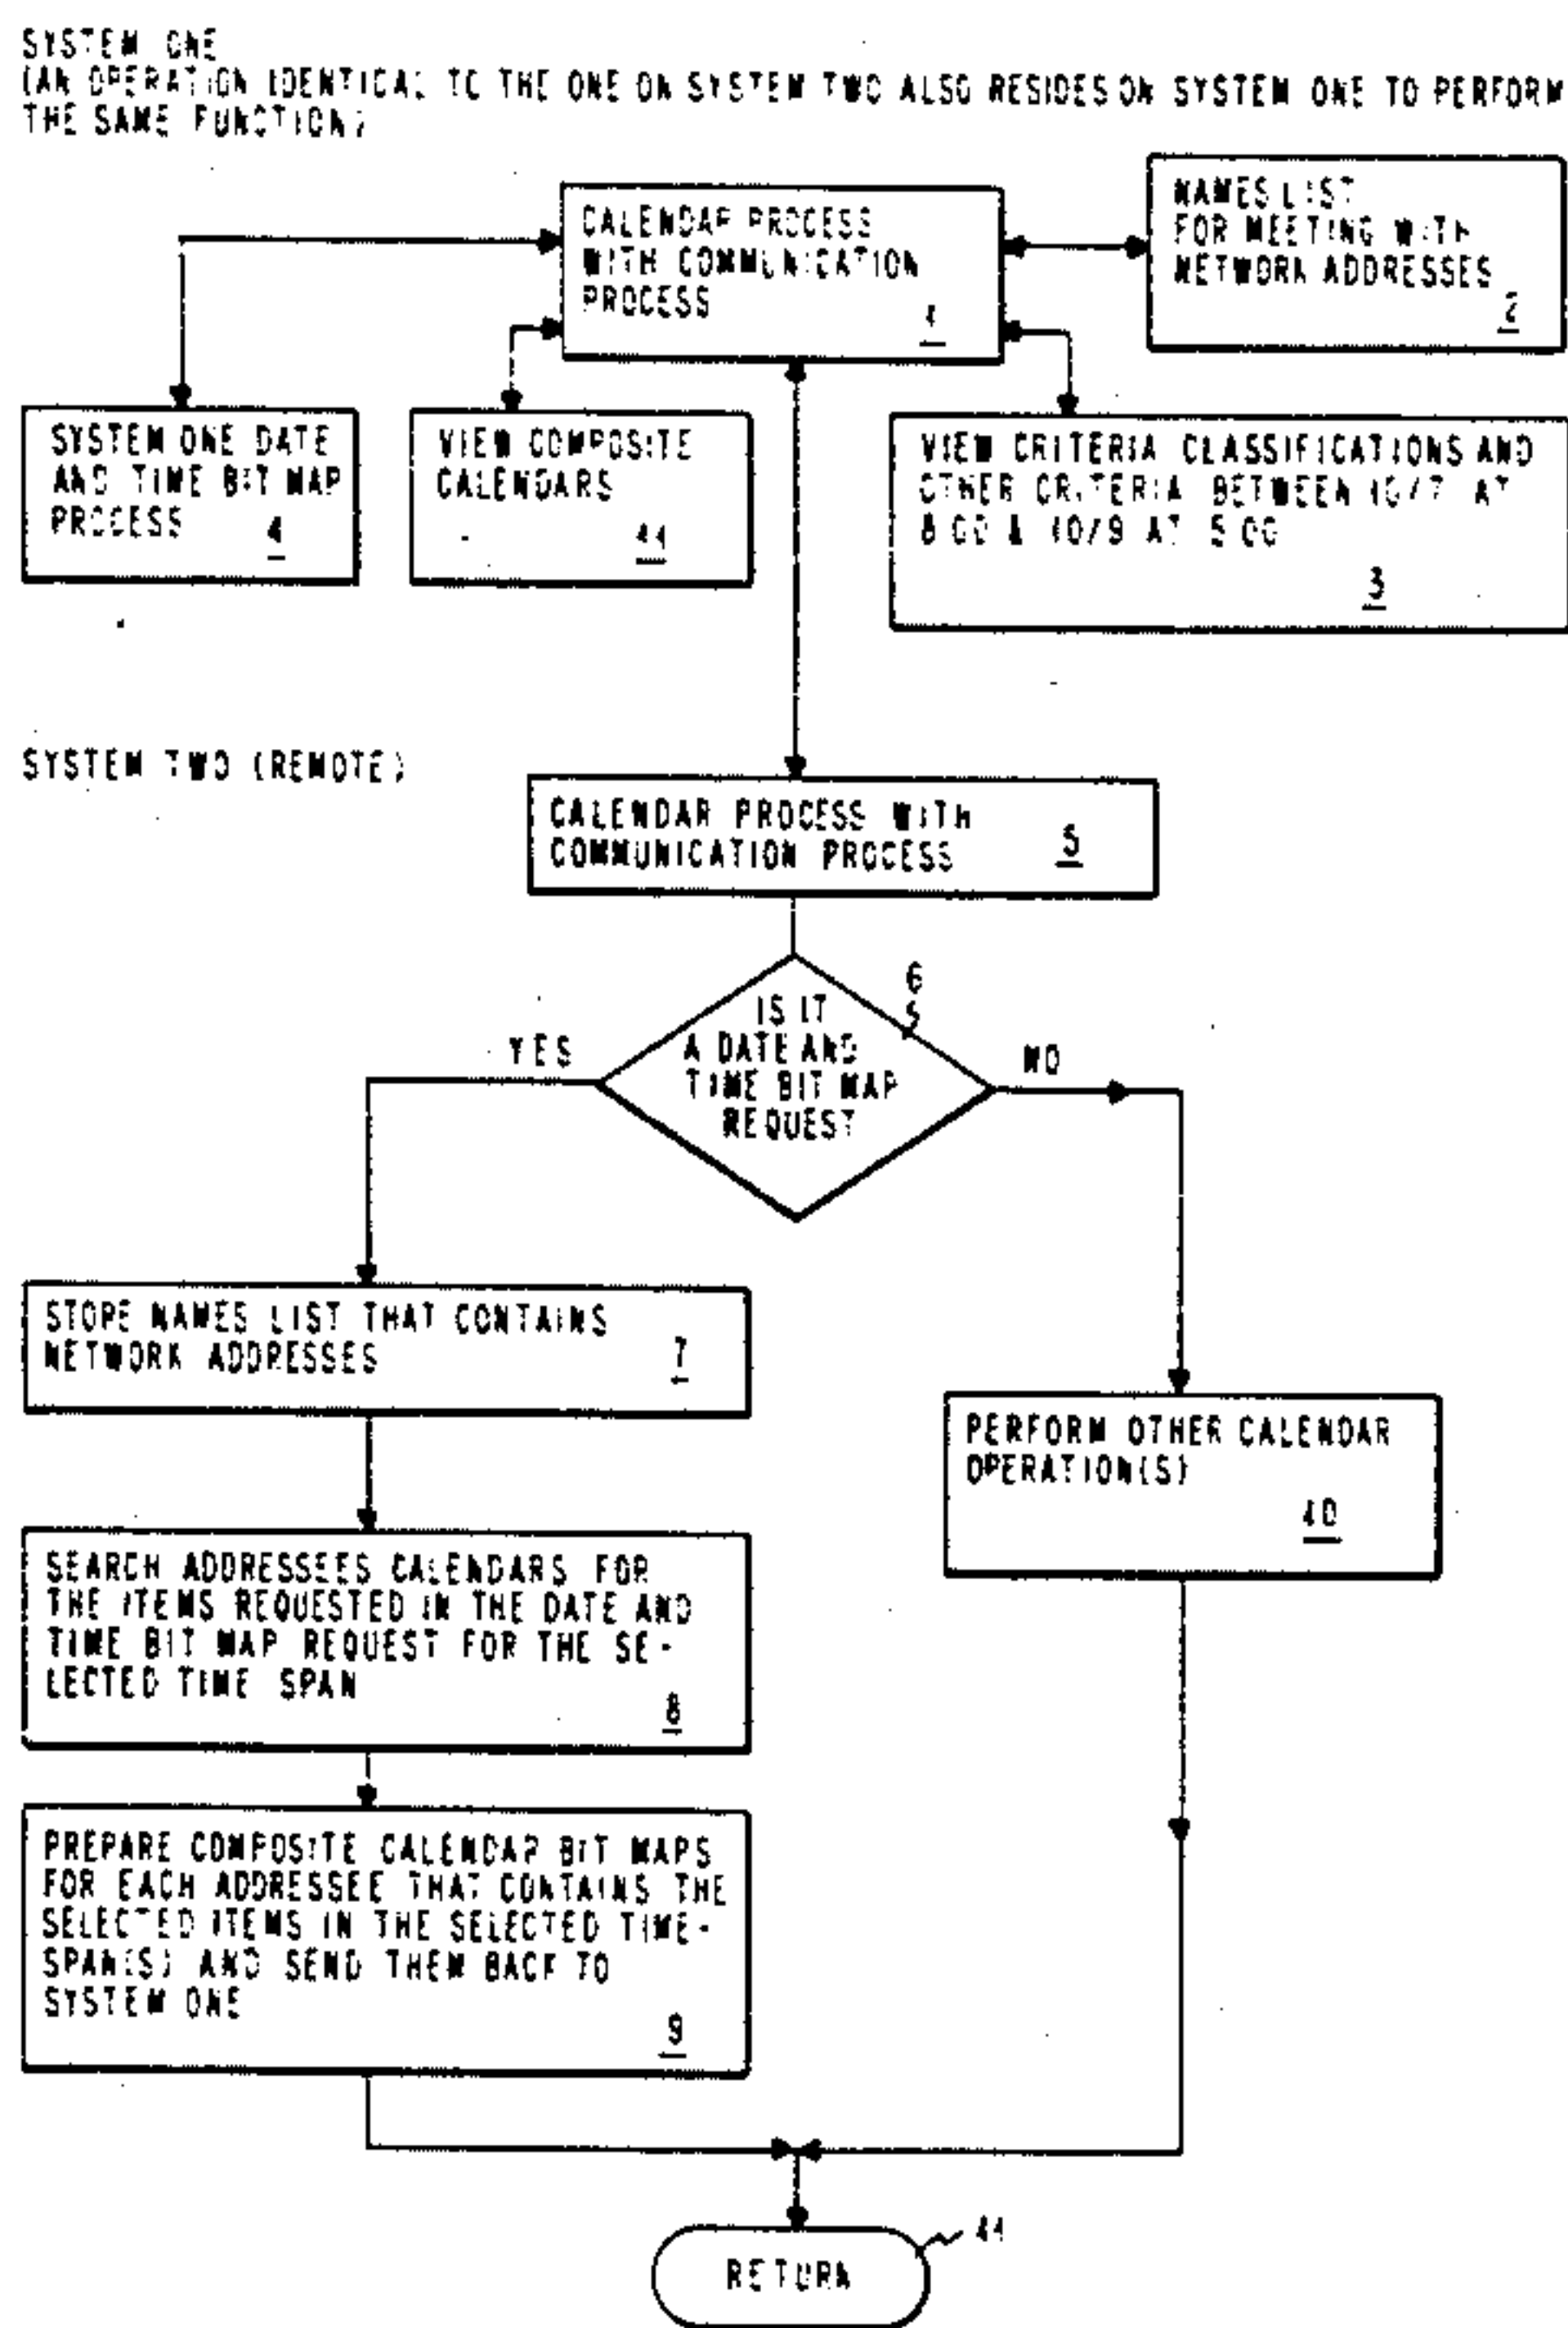 SYSTEM ONE
(AN OPERATION IDENTICAL TO THE ONE ON SYSTEM TWO ALSO RESIDES ON SYSTEM ONE TO PERFORM
THE SAME FUNCTION)
CALENDAR PROCESS
WITH COMMUNICATION
PROCESS
1
NAMES LIST
FOR MEETING WITH
NETWORK ADDRESSES
2
SYSTEM ONE DATE
AND TIME BIT MAP
PROCESS
4
VIEW COMPOSITE
CALENDARS
VIEW CRITERIA CLASSIFICATIONS AND
OTHER CRITERIA BETWEEN 10/7 AT
8:00 & 10/9 AT 5:00
3
SYSTEM TWO (REMOTE)
CALENDAR PROCESS WITH
COMMUNICATION PROCESS
5
6
IS IT
A DATE AND
TIME BIT MAP
REQUEST
YES
NO
STORE NAMES LIST THAT CONTAINS
NETWORK ADDRESSES
7
PERFORM OTHER CALENDAR
OPERATION(S)
10
SEARCH ADDRESSEES CALENDARS FOR
THE ITEMS REQUESTED IN THE DATE AND
TIME BIT MAP REQUEST FOR THE SE-
LECTED TIME SPAN
8
PREPARE COMPOSITE CALENDAR BIT MAPS
FOR EACH ADDRESSEE THAT CONTAINS THE
SELECTED ITEMS IN THE SELECTED TIME-
SPAN(S) AND SEND THEM BACK TO
SYSTEM ONE
9
RETURN